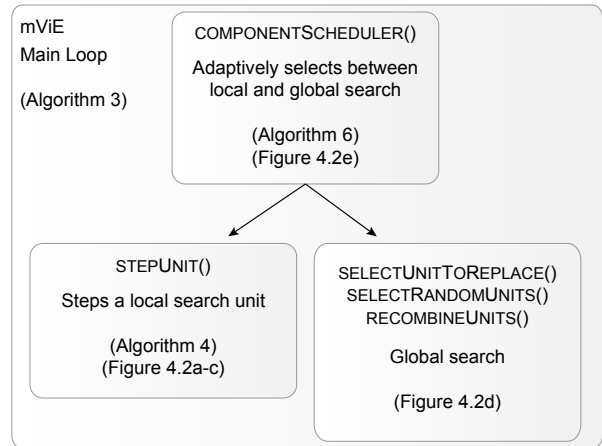 mViE
Main Loop
(Algorithm 3)
COMPONENTSCHEDULER()
Adaptively selects between
local and global search
(Algorithm 6)
(Figure 4.2e)
STEPUNIT()
Steps a local search unit
(Algorithm 4)
(Figure 4.2a-c)
SELECTUNITTOREPLACE()
SELECTRANDOMUNITS()
RECOMBINEUNITS()
Global search
(Figure 4.2d)